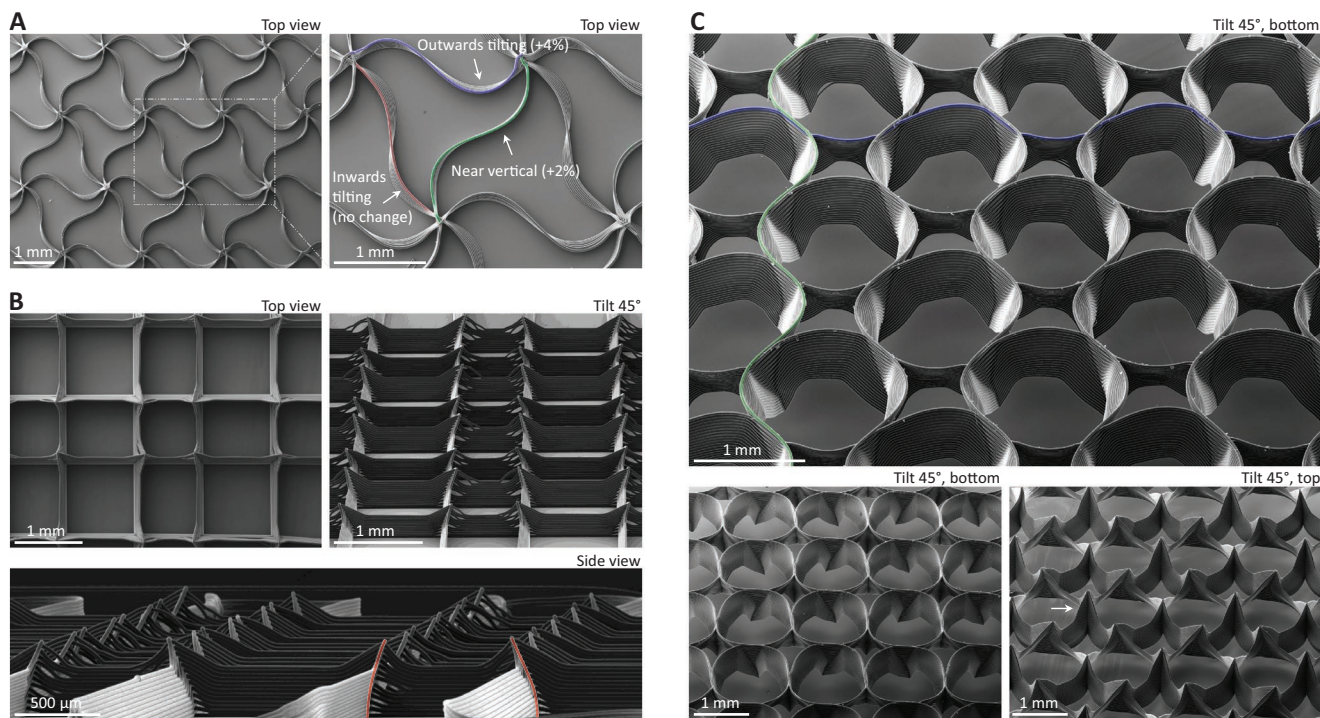 A
Top view
Top view
Outwards tilting (+4%)
Near vertical (+2%)
Inwards
tilting
(no change)
1 mm
1 mm
B
Top view
Tilt 45°
1 mm
1 mm
Side view
500 µm
C
Tilt 45°, bottom
1 mm
Tilt 45°, bottom
Tilt 45°, top
1 mm
1 mm